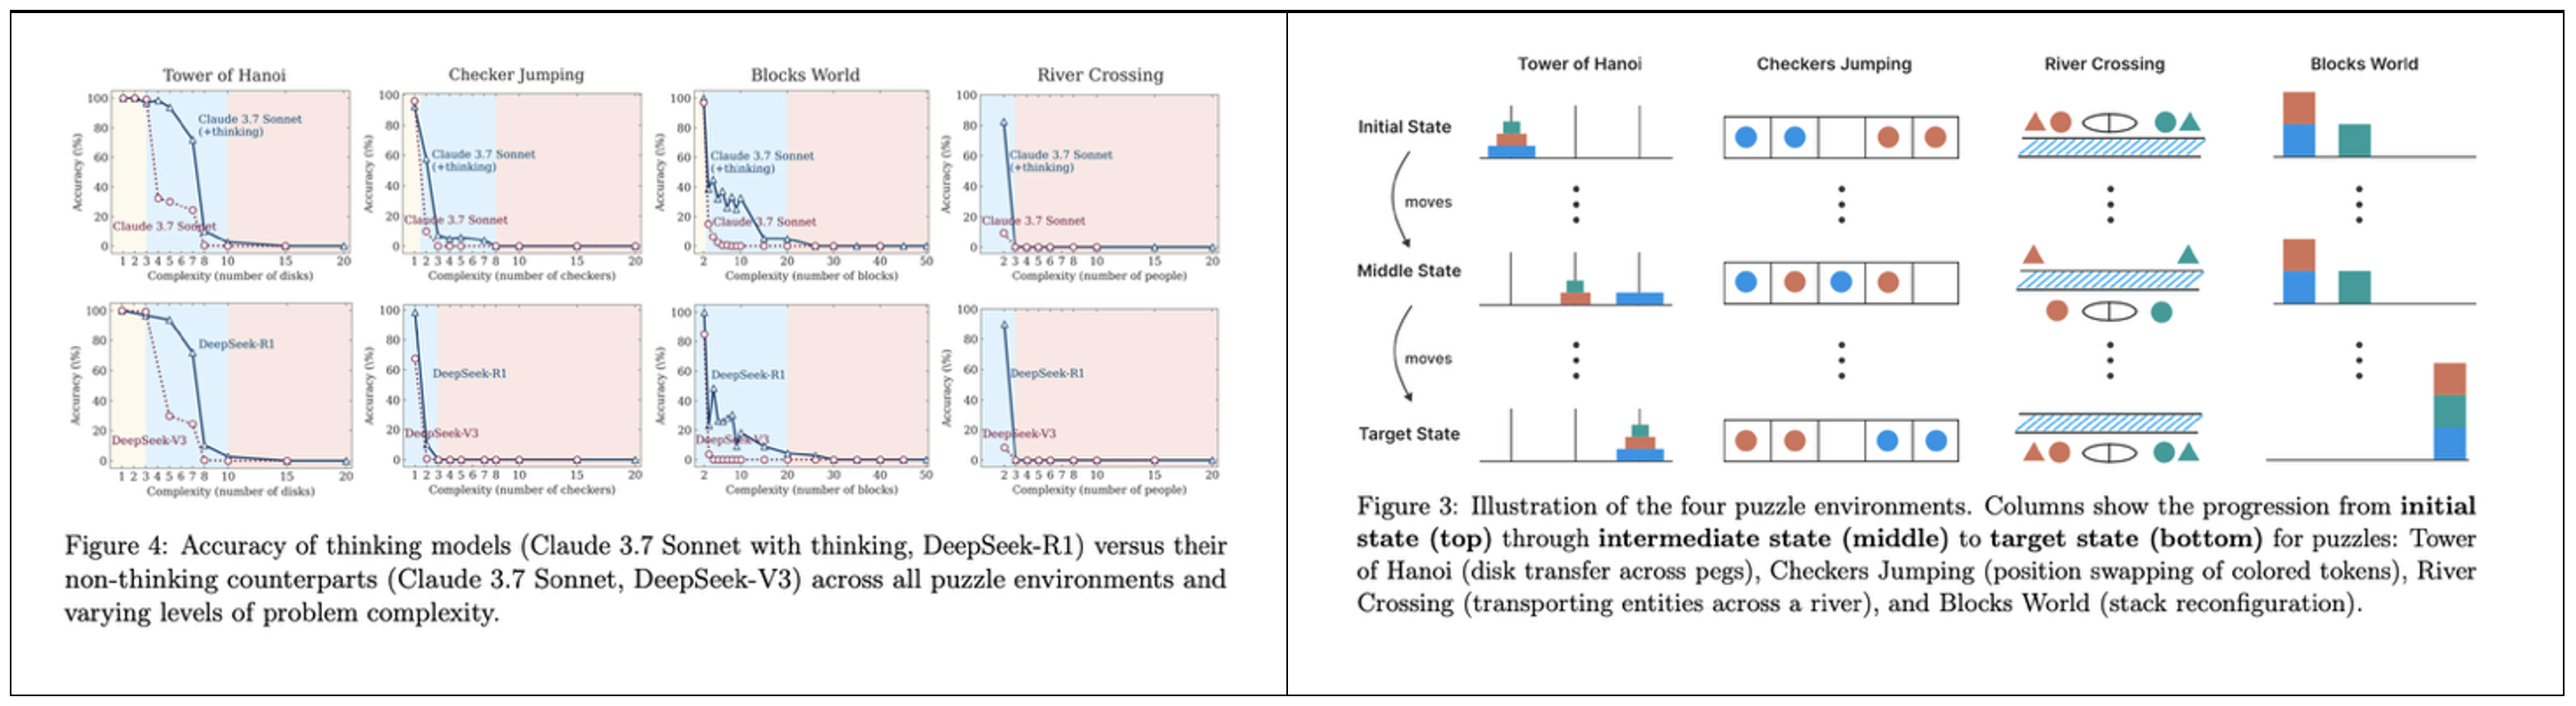 Tower of Hanoi
Checker Jumping
Blocks World
River Crossing
Accuracy (\%)
100
80
60
40
20
0
Claude 3.7 Sonnet
(+thinking)
Claude 3.7 Sonnet
1 2 3 4 5 6 7 8 10 15 20
Complexity (number of disks)
Accuracy (\%)
100
80
60
40
20
0
Claude 3.7 Sonnet
(+thinking)
Claude 3.7 Sonnet
1 2 3 4 5 6 7 8 10 15 20
Complexity (number of checkers)
Accuracy (\%)
100
80
60
40
20
0
Claude 3.7 Sonnet
(+thinking)
Claude 3.7 Sonnet
2 10 20 30 40 50
Complexity (number of blocks)
Accuracy (\%)
100
80
60
40
20
0
Claude 3.7 Sonnet
(+thinking)
Claude 3.7 Sonnet
2 3 4 5 6 7 8 10 15 20
Complexity (number of people)
Accuracy (\%)
100
80
60
40
20
0
DeepSeek-R1
DeepSeek-V3
1 2 3 4 5 6 7 8 10 15 20
Complexity (number of disks)
Accuracy (\%)
100
80
60
40
20
0
DeepSeek-R1
DeepSeek-V3
1 2 3 4 5 6 7 8 10 15 20
Complexity (number of checkers)
Accuracy (\%)
100
80
60
40
20
0
DeepSeek-R1
DeepSeek-V3
2 10 20 30 40 50
Complexity (number of blocks)
Accuracy (\%)
100
80
60
40
20
0
DeepSeek-R1
DeepSeek-V3
2 3 4 5 6 7 8 10 15 20
Complexity (number of people)
Figure 4: Accuracy of thinking models (Claude 3.7 Sonnet with thinking, DeepSeek-R1) versus their
non-thinking counterparts (Claude 3.7 Sonnet, DeepSeek-V3) across all puzzle environments and
varying levels of problem complexity.
Tower of Hanoi
Checkers Jumping
River Crossing
Blocks World
Initial State
moves
Middle State
moves
Target State
Figure 3: Illustration of the four puzzle environments. Columns show the progression from initial
state (top) through intermediate state (middle) to target state (bottom) for puzzles: Tower
of Hanoi (disk transfer across pegs), Checkers Jumping (position swapping of colored tokens), River
Crossing (transporting entities across a river), and Blocks World (stack reconfiguration).